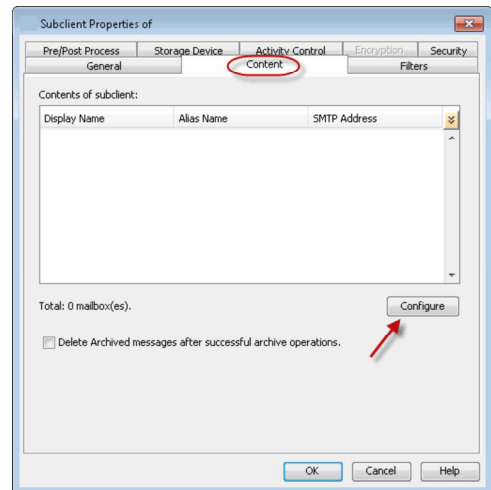 Subclient Properties of
Pre/Post Process Storage Device Activity Control Encryption Security
General Content Filters
Contents of subclient:
Display Name Alias Name SMTP Address
Total: 0 mailbox(es).
Configure
Delete Archived messages after successful archive operations.
OK Cancel Help